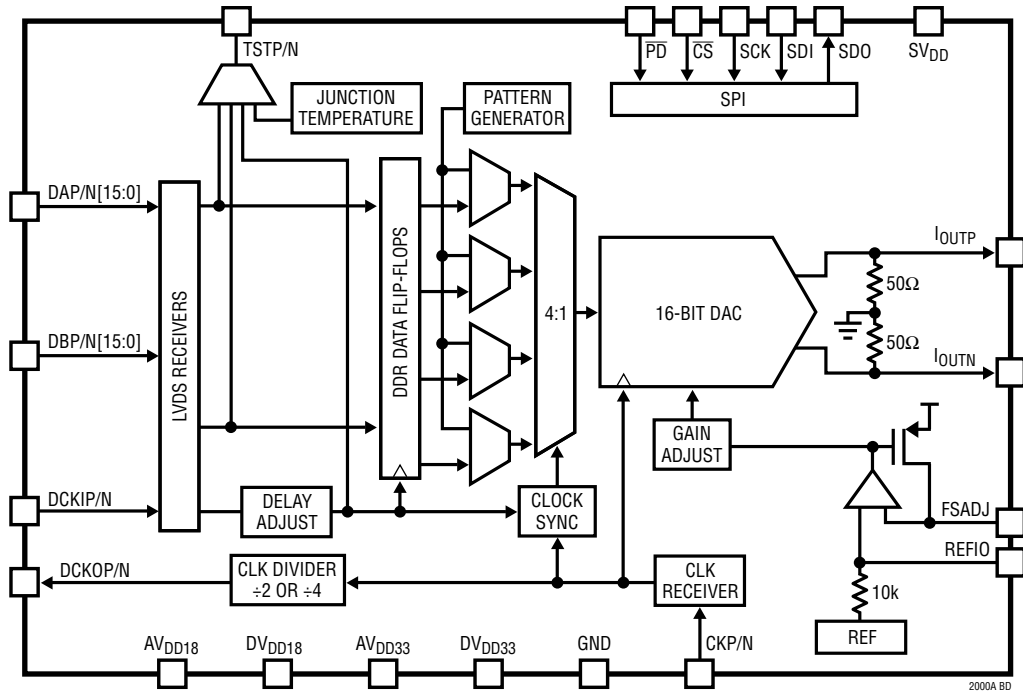 TSTP/N
PD
CS
SCK
SDI
SDO
SVDD
SPI
JUNCTION
TEMPERATURE
PATTERN
GENERATOR
DAP/N[15:0]
DBP/N[15:0]
DCKIP/N
DCKOP/N
LVDS RECEIVERS
DDR DATA FLIP-FLOPS
4:1
16-BIT DAC
IOUTP
50Ω
50Ω
IOUTN
GAIN
ADJUST
FSADJ
REFIO
10k
REF
DELAY
ADJUST
CLOCK
SYNC
CLK DIVIDER
÷2 OR ÷4
CLK
RECEIVER
AVDD18
DVDD18
AVDD33
DVDD33
GND
CKP/N
2000A BD